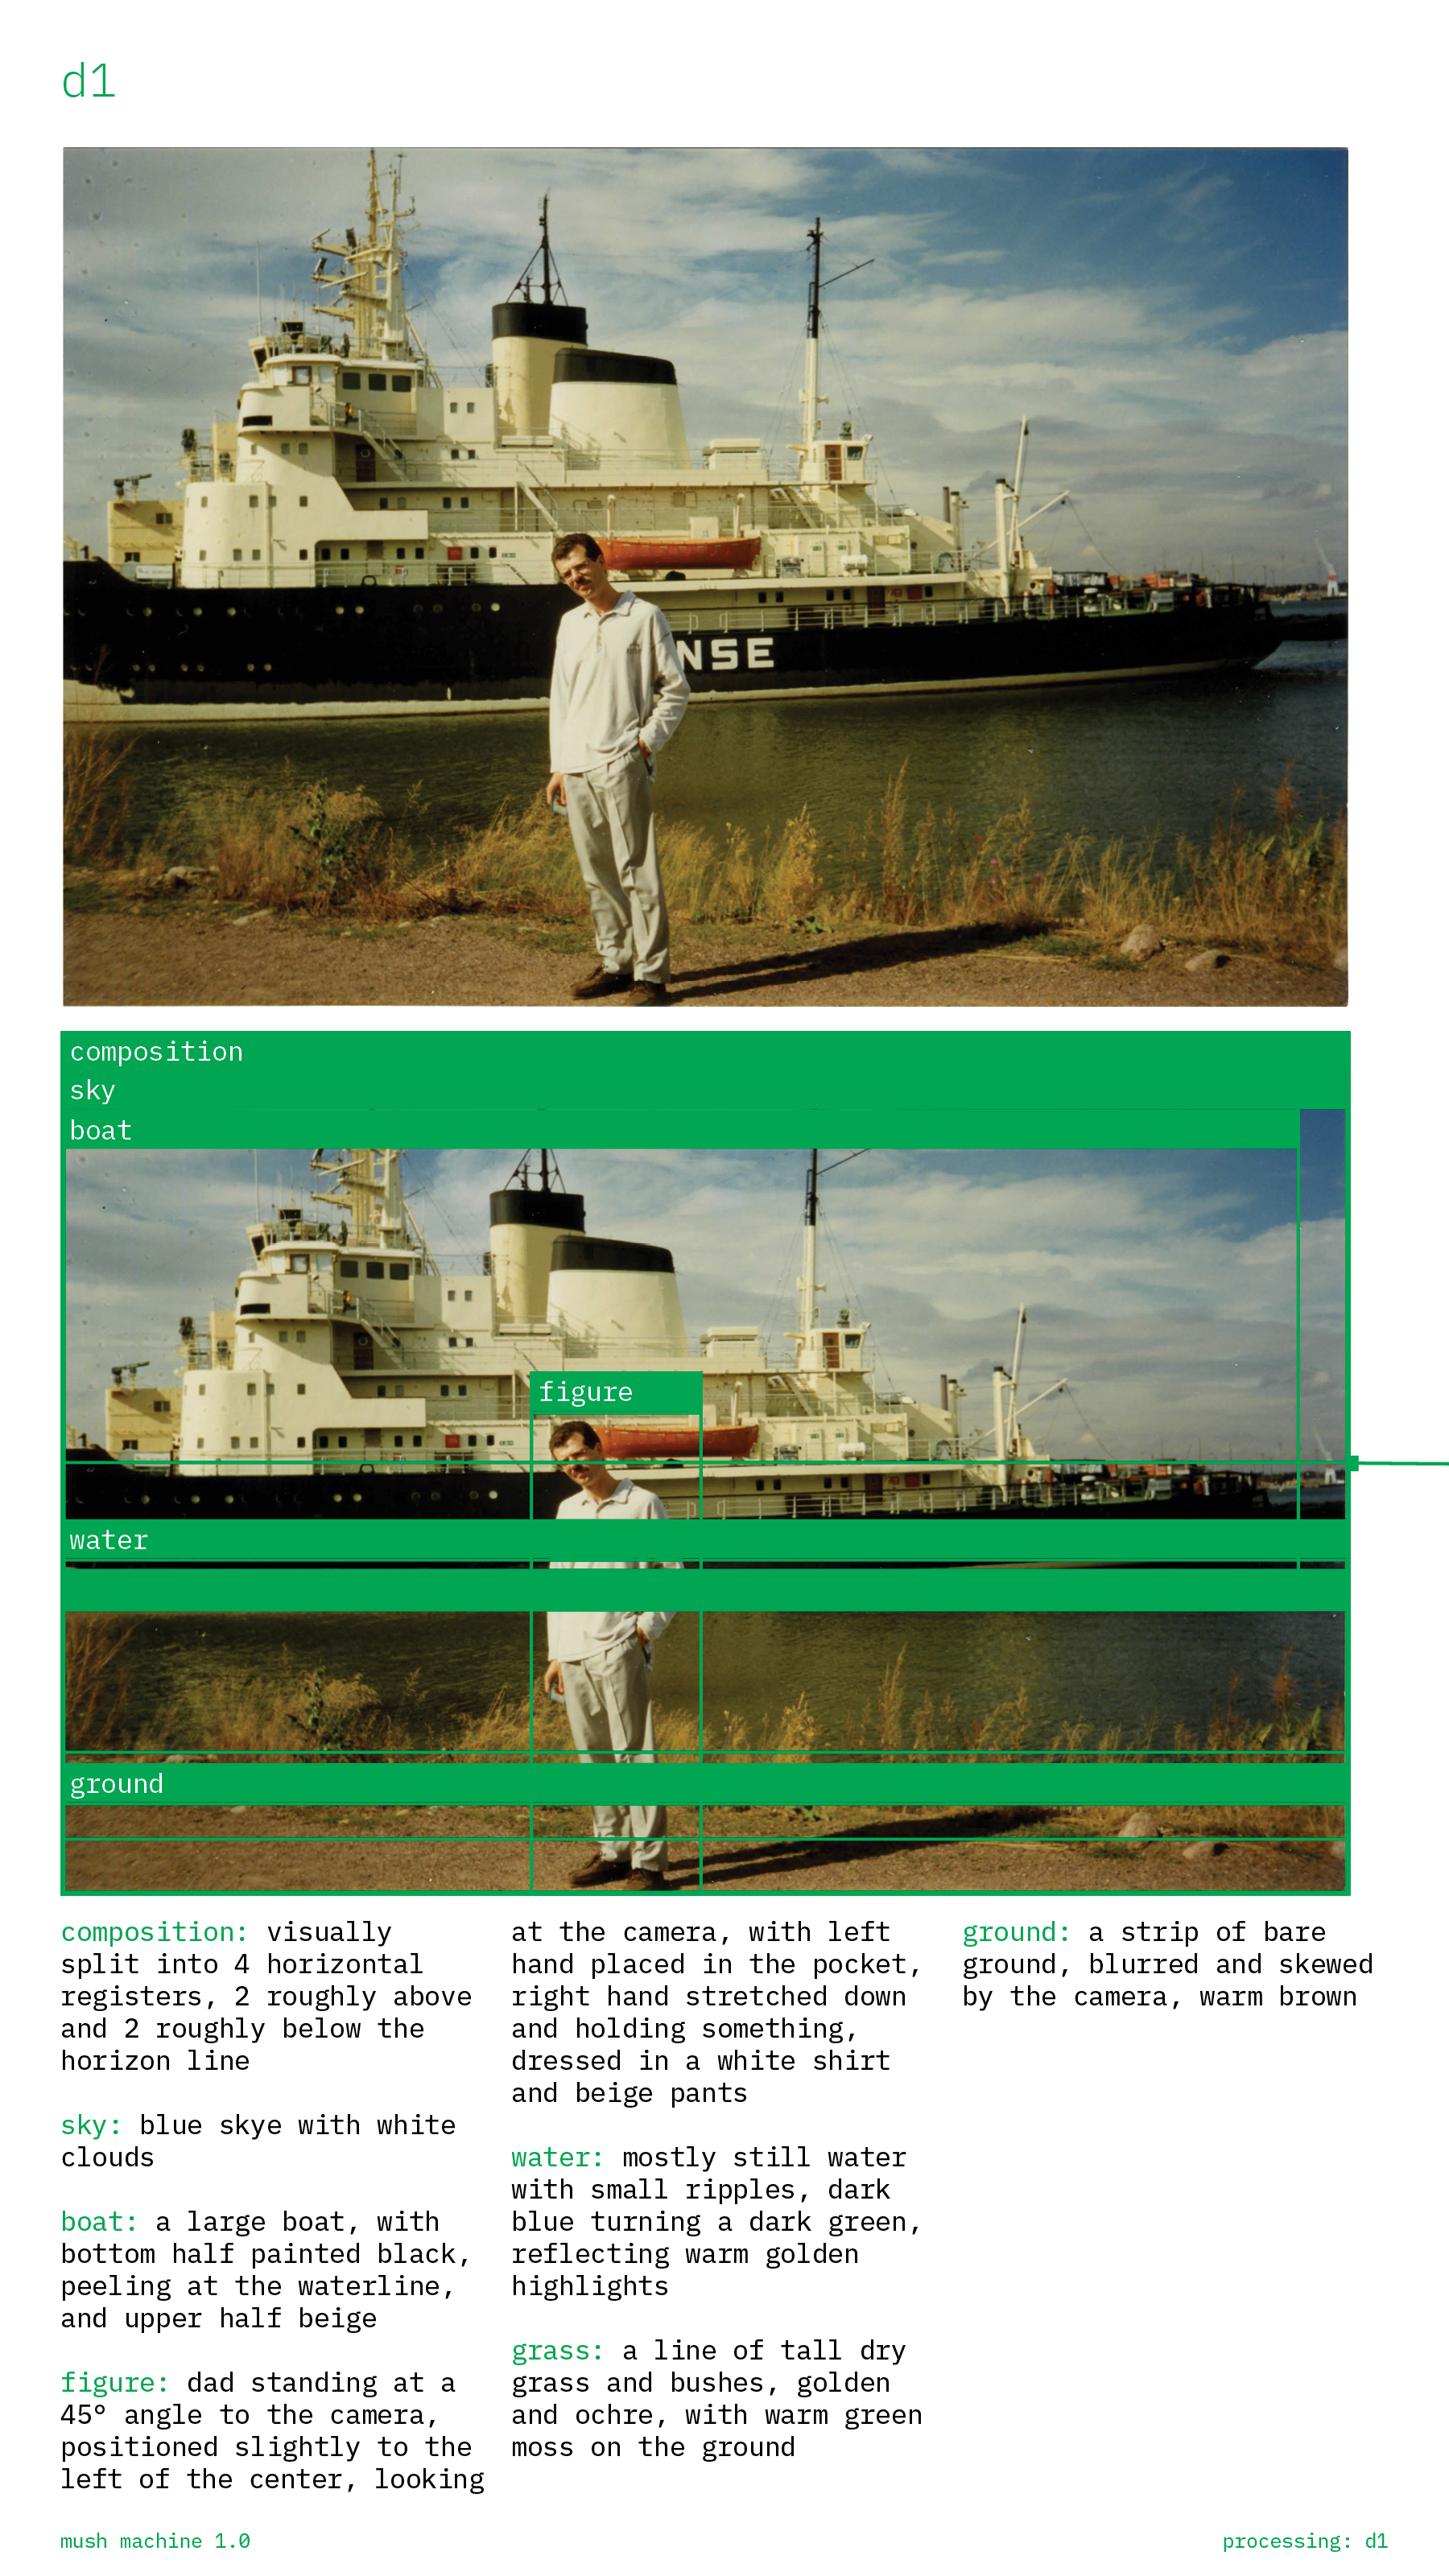 d1
NSE
composition
sky
boat
figure
water
ground
composition: visually
split into 4 horizontal
registers, 2 roughly above
and 2 roughly below the
horizon line
sky: blue skye with white
clouds
boat: a large boat, with
bottom half painted black,
peeling at the waterline,
and upper half beige
figure: dad standing at a
45° angle to the camera,
positioned slightly to the
left of the center, looking
at the camera, with left
hand placed in the pocket,
right hand stretched down
and holding something,
dressed in a white shirt
and beige pants
water: mostly still water
with small ripples, dark
blue turning a dark green,
reflecting warm golden
highlights
grass: a line of tall dry
grass and bushes, golden
and ochre, with warm green
moss on the ground
ground: a strip of bare
ground, blurred and skewed
by the camera, warm brown
mush machine 1.0
processing: d1